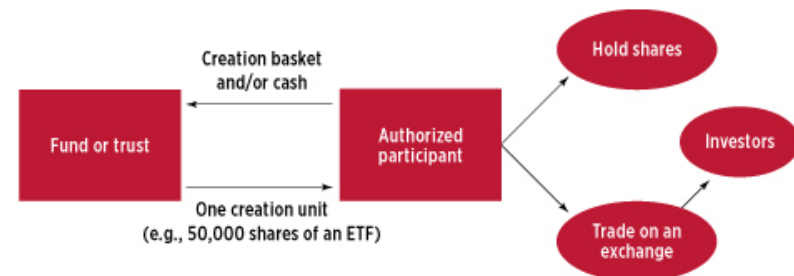 Creation basket
and/or cash
Fund or trust
Authorized
participant
One creation unit
(e.g., 50,000 shares of an ETF)
Hold shares
Investors
Trade on an
exchange